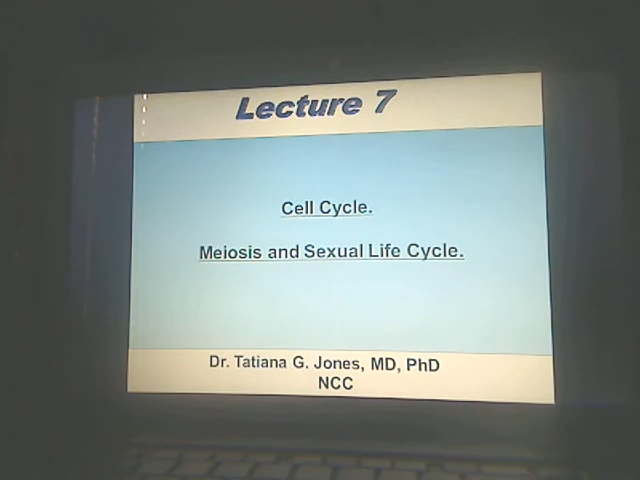 Lecture 7
Cell Cycle.
Meiosis and Sexual Life Cycle.
Dr. Tatiana G. Jones, MD, PhD
NCC